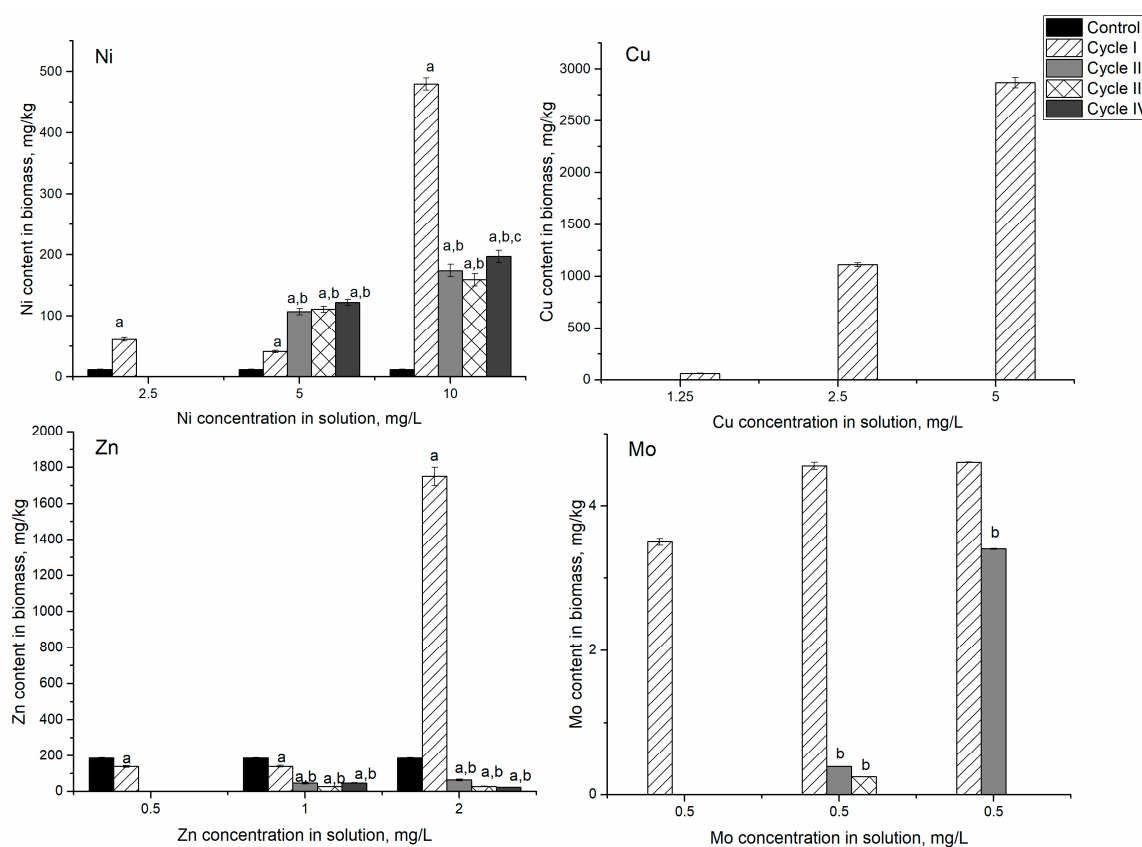 Ni
Ni content in biomass, mg/kg
500
400
300
200
100
0
a
a
a,b
a,b
a,b
a
a,b
a,b
a,b,c
2.5
5
10
Ni concentration in solution, mg/L
Cu
Cu content in biomass, mg/kg
3000
2500
2000
1500
1000
500
0
1.25
2.5
5
Cu concentration in solution, mg/L
Control
Cycle I
Cycle II
Cycle II
Cycle IV
Zn
Zn content in biomass, mg/kg
2000
1800
1600
1400
1200
1000
800
600
400
200
0
a
a
a,b
a,b
a,b
a
a,b
a,b
a,b
0.5
1
2
Zn concentration in solution, mg/L
Mo
Mo content in biomass, mg/kg
4
2
0
b
b
b
0.5
0.5
0.5
Mo concentration in solution, mg/L